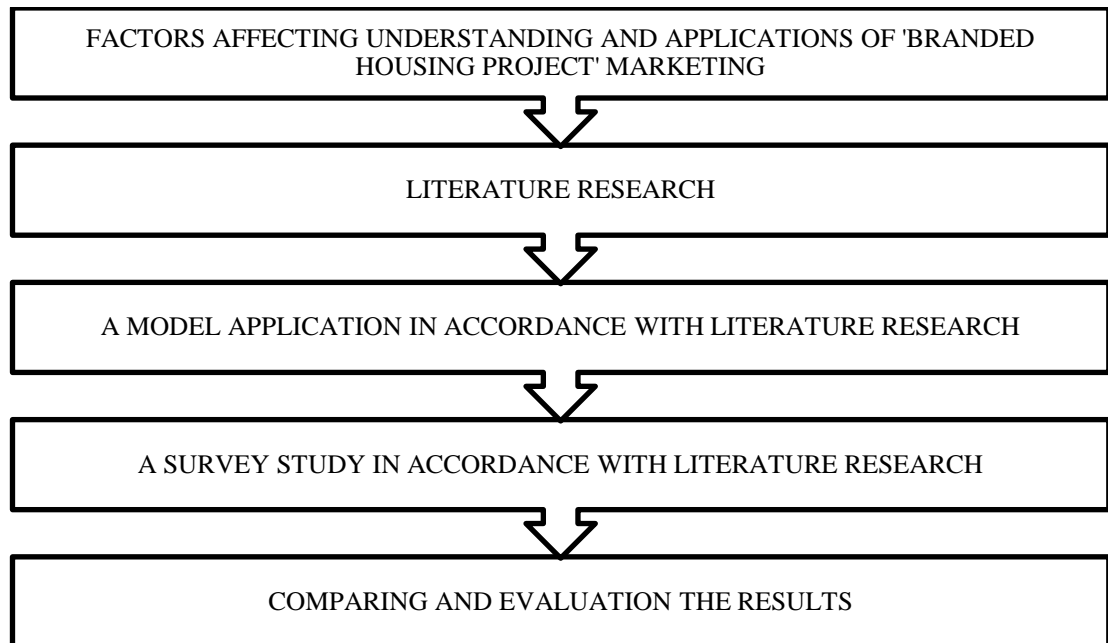 FACTORS AFFECTING UNDERSTANDING AND APPLICATIONS OF 'BRANDED
HOUSING PROJECT' MARKETING
LITERATURE RESEARCH
A MODEL APPLICATION IN ACCORDANCE WITH LITERATURE RESEARCH
A SURVEY STUDY IN ACCORDANCE WITH LITERATURE RESEARCH
COMPARING AND EVALUATION THE RESULTS